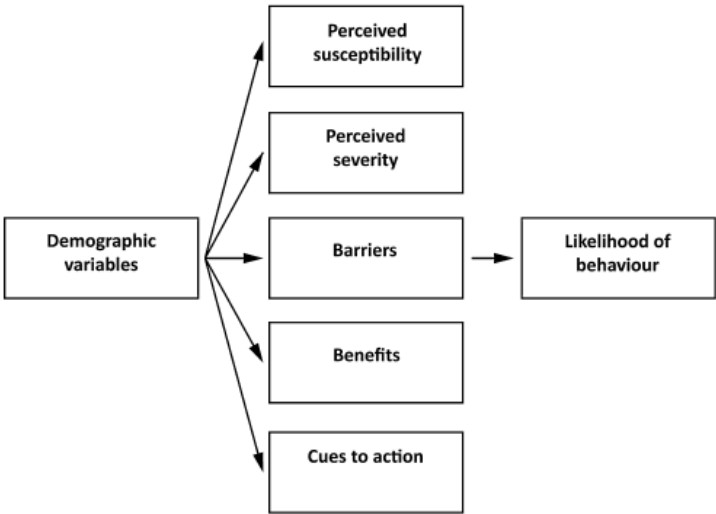 Perceived
susceptibility
Perceived
severity
Demographic
variables
Barriers
Likelihood of
behaviour
Benefits
Cues to action